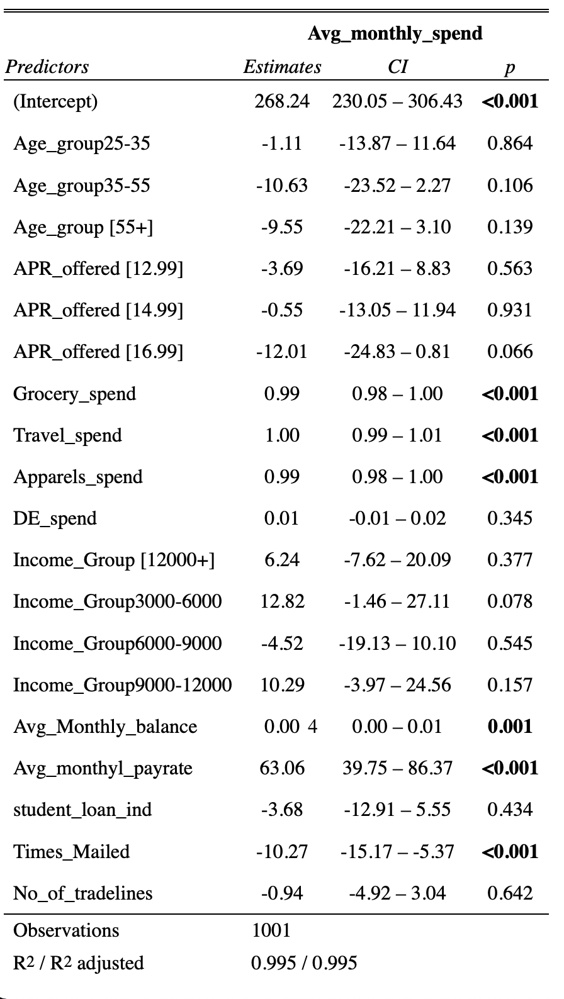 Avg_monthly_spend
Predictors Estimates CI p
(Intercept) 268.24 230.05 – 306.43 <0.001
Age_group25-35 -1.11 -13.87 – 11.64 0.864
Age_group35-55 -10.63 -23.52 – 2.27 0.106
Age_group [55+] -9.55 -22.21 – 3.10 0.139
APR_offered [12.99] -3.69 -16.21 – 8.83 0.563
APR_offered [14.99] -0.55 -13.05 – 11.94 0.931
APR_offered [16.99] -12.01 -24.83 – 0.81 0.066
Grocery_spend 0.99 0.98 – 1.00 <0.001
Travel_spend 1.00 0.99 – 1.01 <0.001
Apparels_spend 0.99 0.98 – 1.00 <0.001
DE_spend 0.01 -0.01 – 0.02 0.345
Income_Group [12000+] 6.24 -7.62 – 20.09 0.377
Income_Group3000-6000 12.82 -1.46 – 27.11 0.078
Income_Group6000-9000 -4.52 -19.13 – 10.10 0.545
Income_Group9000-12000 10.29 -3.97 – 24.56 0.157
Avg_Monthly_balance 0.00 4 0.00 – 0.01 0.001
Avg_monthyl_payrate 63.06 39.75 – 86.37 <0.001
student_loan_ind -3.68 -12.91 – 5.55 0.434
Times_Mailed -10.27 -15.17 – -5.37 <0.001
No_of_tradelines -0.94 -4.92 – 3.04 0.642
Observations 1001
R2 / R2 adjusted 0.995 / 0.995